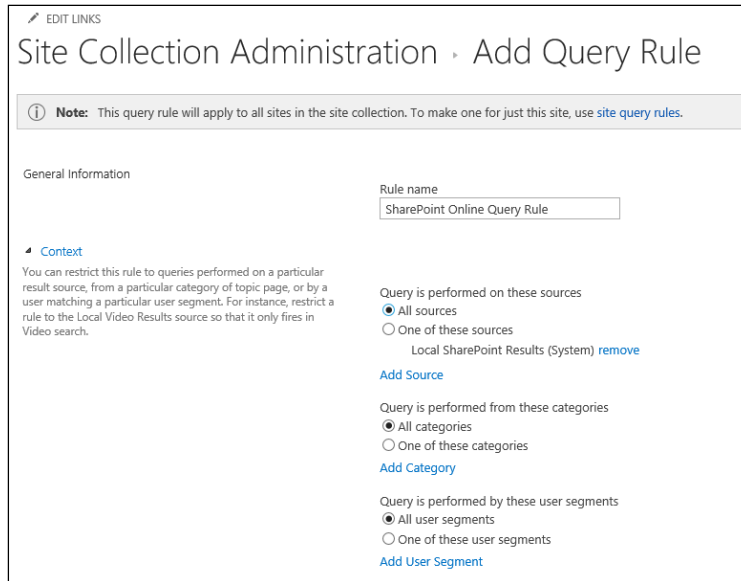 EDIT LINKS
Site Collection Administration ▸ Add Query Rule
Note: This query rule will apply to all sites in the site collection. To make one for just this site, use site query rules.
General Information
Rule name
SharePoint Online Query Rule
Context
You can restrict this rule to queries performed on a particular
result source, from a particular category of topic page, or by a
user matching a particular user segment. For instance, restrict a
rule to the Local Video Results source so that it only fires in
Video search.
Query is performed on these sources
All sources
One of these sources
Local SharePoint Results (System) remove
Add Source
Query is performed from these categories
All categories
One of these categories
Add Category
Query is performed by these user segments
All user segments
One of these user segments
Add User Segment